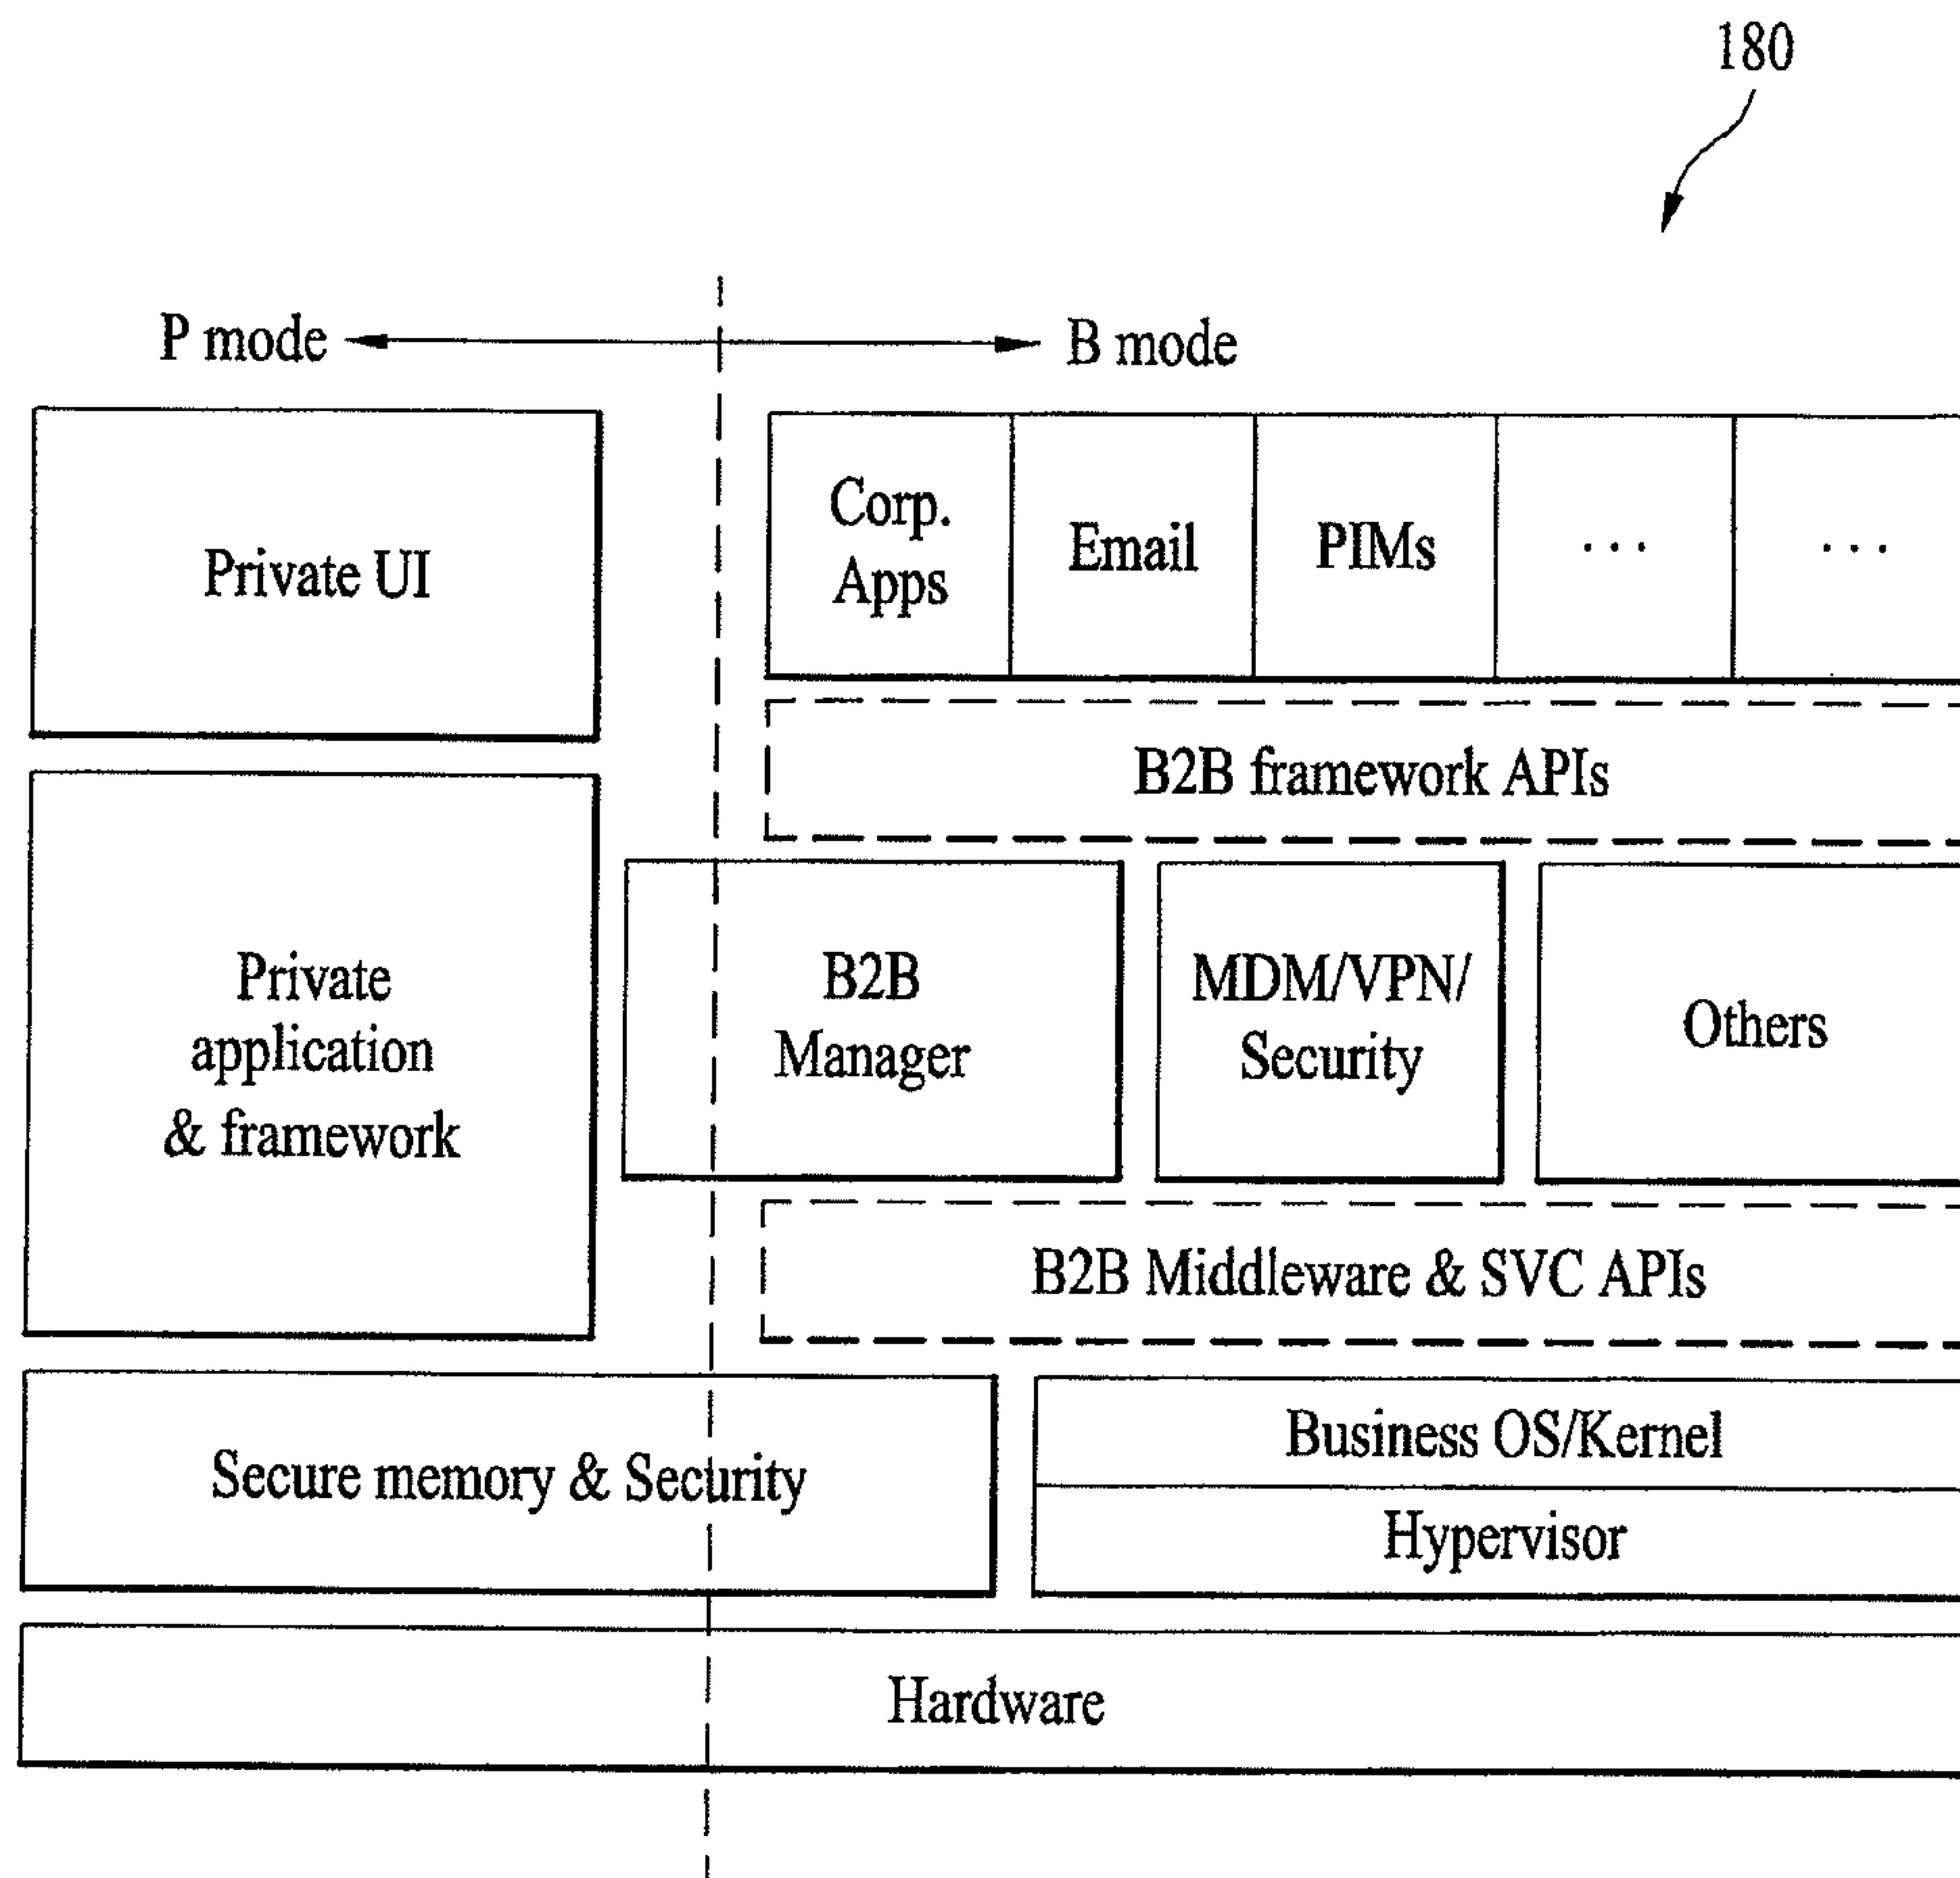 180
P mode
B mode
Private UI
Corp.
Apps
Email
PIMs
...
...
B2B framework APIs
Private
application
& framework
B2B
Manager
MDM/VPN/
Security
Others
B2B Middleware & SVC APIs
Secure memory & Security
Business OS/Kernel
Hypervisor
Hardware